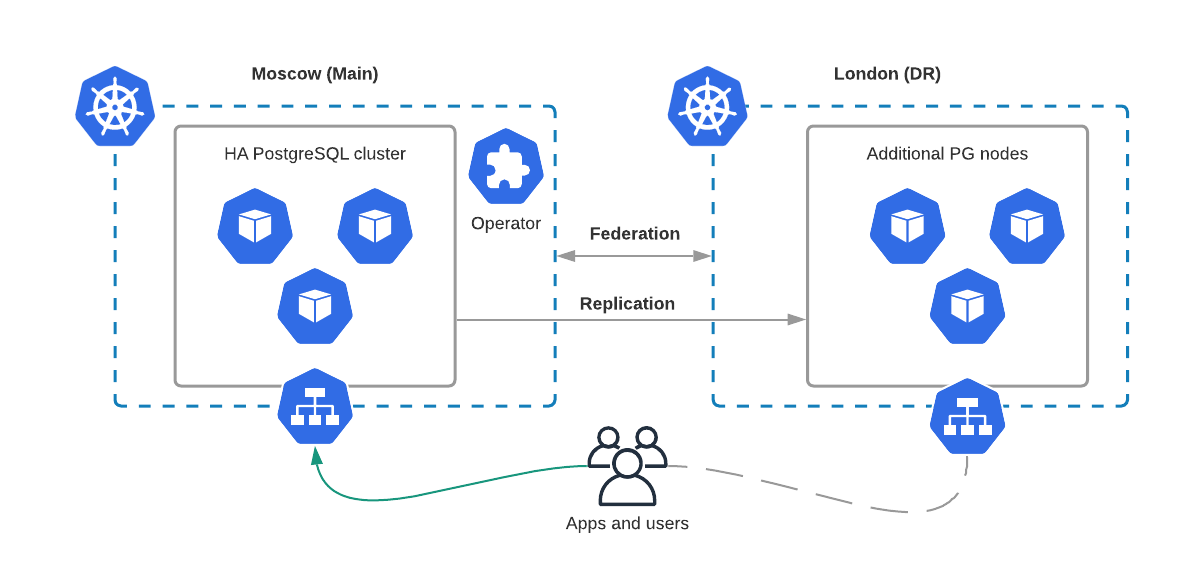 Moscow (Main)
London (DR)
HA PostgreSQL cluster
Additional PG nodes
Operator
Federation
Replication
Apps and users